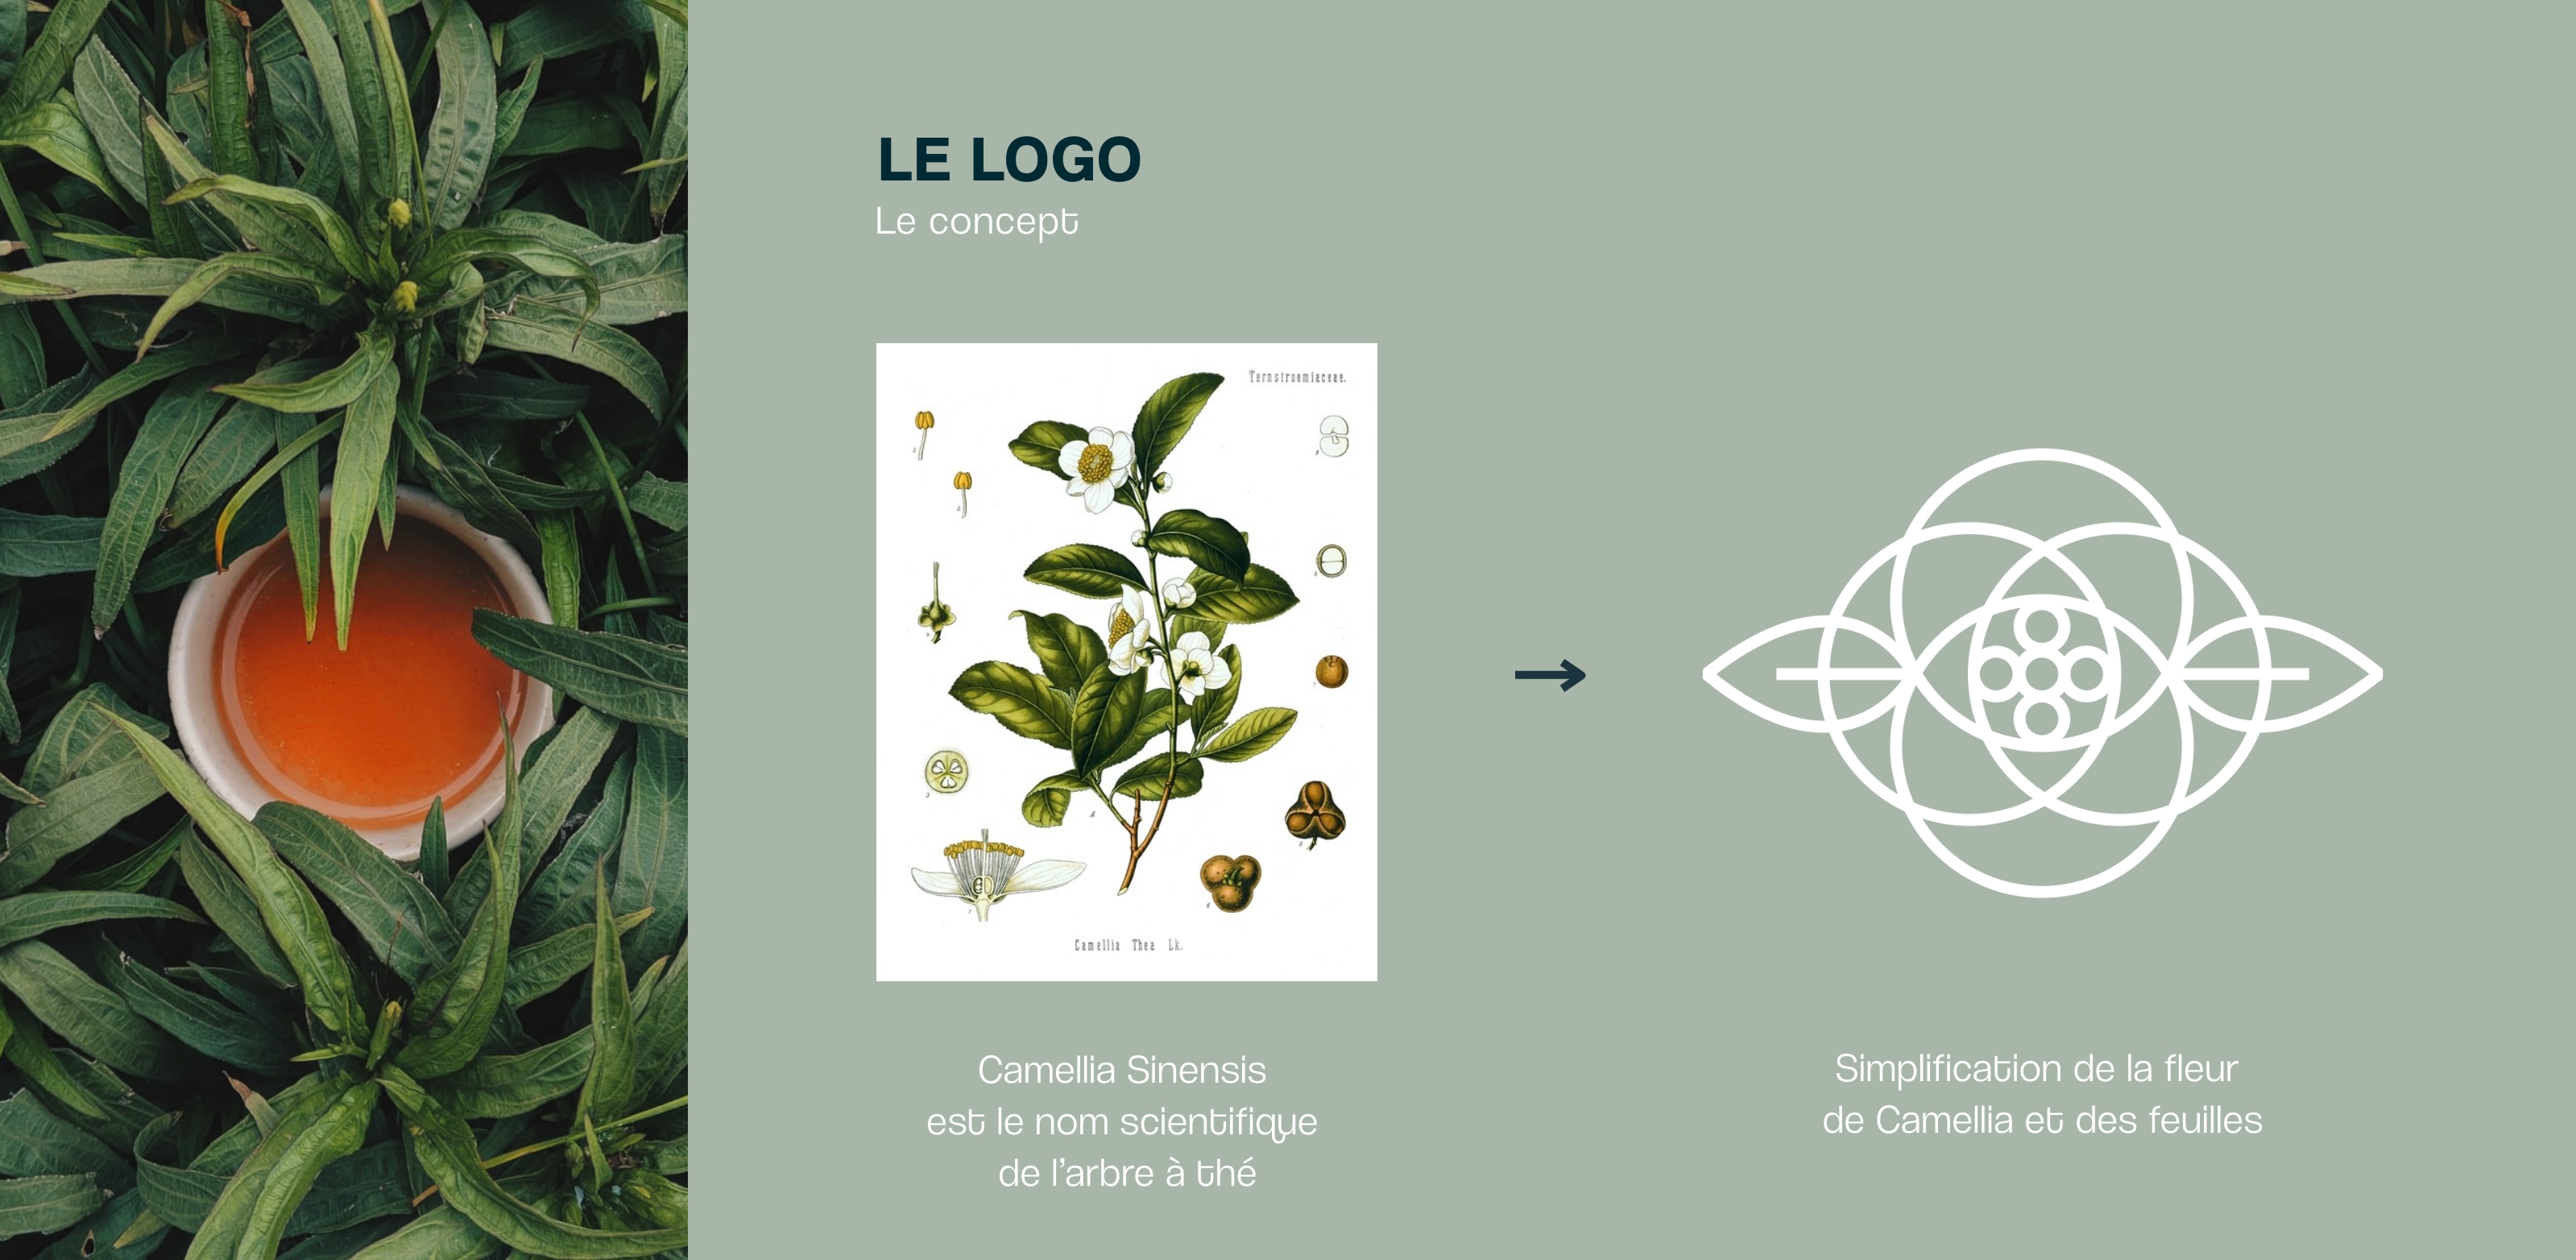 LE LOGO
Le concept
Ternstroemiaceae.
Camellia Thea Lk.
Camellia Sinensis
est le nom scientifique
de l’arbre à thé
Simplification de la fleur
de Camellia et des feuilles